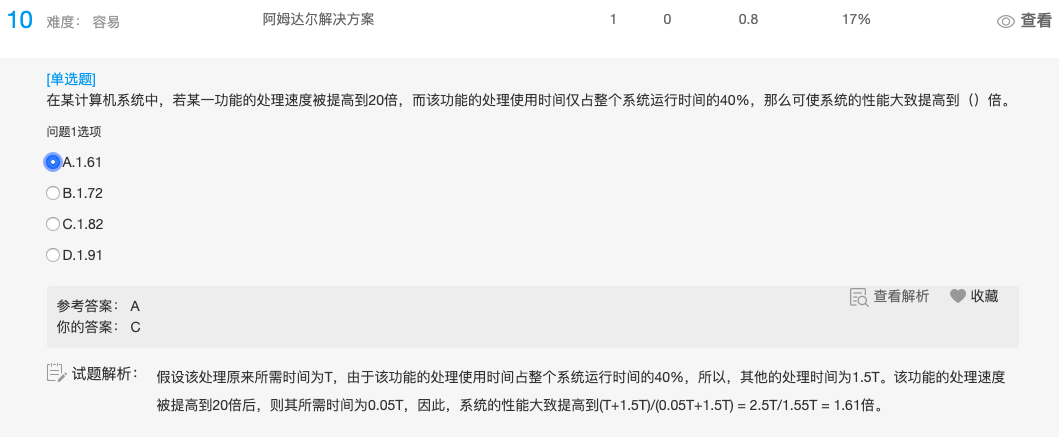 10 难度： 容易 阿姆达尔解决方案 1 0 0.8 17% 查看
[单选题]
在某计算机系统中，若某一功能的处理速度被提高到20倍，而该功能的处理使用时间仅占整个系统运行时间的40%，那么可使系统的性能大致提高到（）倍。
问题1选项
A.1.61
B.1.72
C.1.82
D.1.91
查看解析 收藏
参考答案： A
你的答案： C
试题解析： 假设该处理原来所需时间为T，由于该功能的处理使用时间占整个系统运行时间的40%，所以，其他的处理时间为1.5T。该功能的处理速度
被提高到20倍后，则其所需时间为0.05T，因此，系统的性能大致提高到(T+1.5T)/(0.05T+1.5T) = 2.5T/1.55T = 1.61倍。